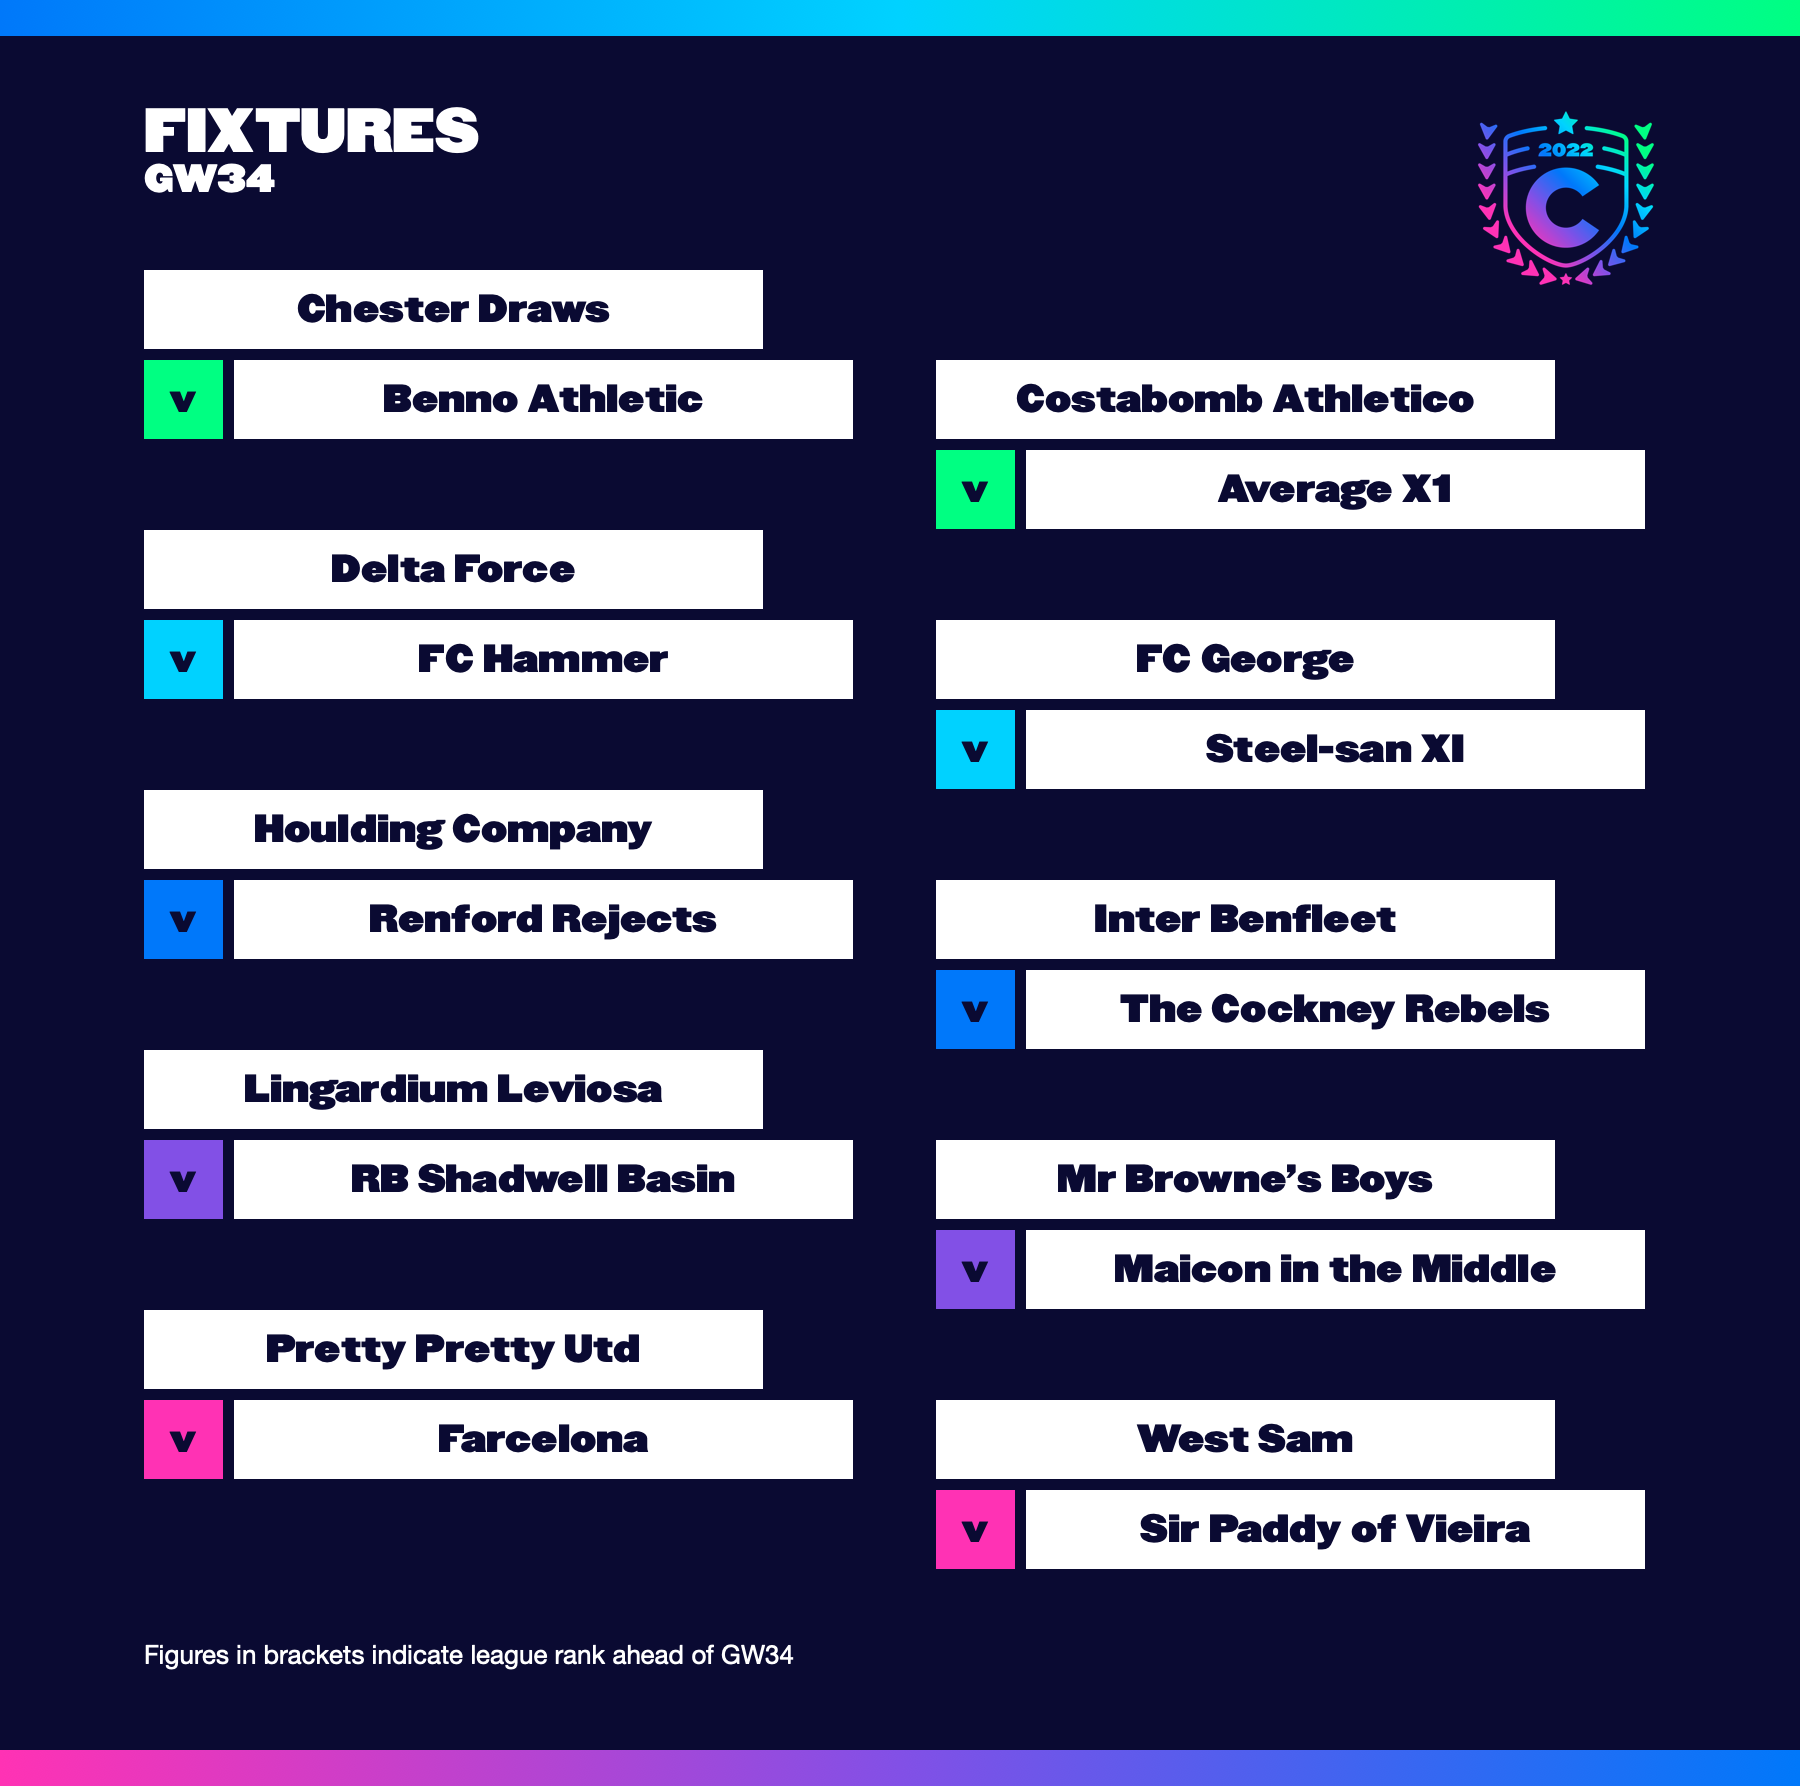 FIXTURES
GW34
2022
C
Chester Draws
v Benno Athletic
Costabomb Athletico
v Average X1
Delta Force
v FC Hammer
FC George
v Steel-san XI
Houlding Company
v Renford Rejects
Inter Benfleet
v The Cockney Rebels
Lingardium Leviosa
v RB Shadwell Basin
Mr Browne’s Boys
v Maicon in the Middle
Pretty Pretty Utd
v Farcelona
West Sam
v Sir Paddy of Vieira
Figures in brackets indicate league rank ahead of GW34